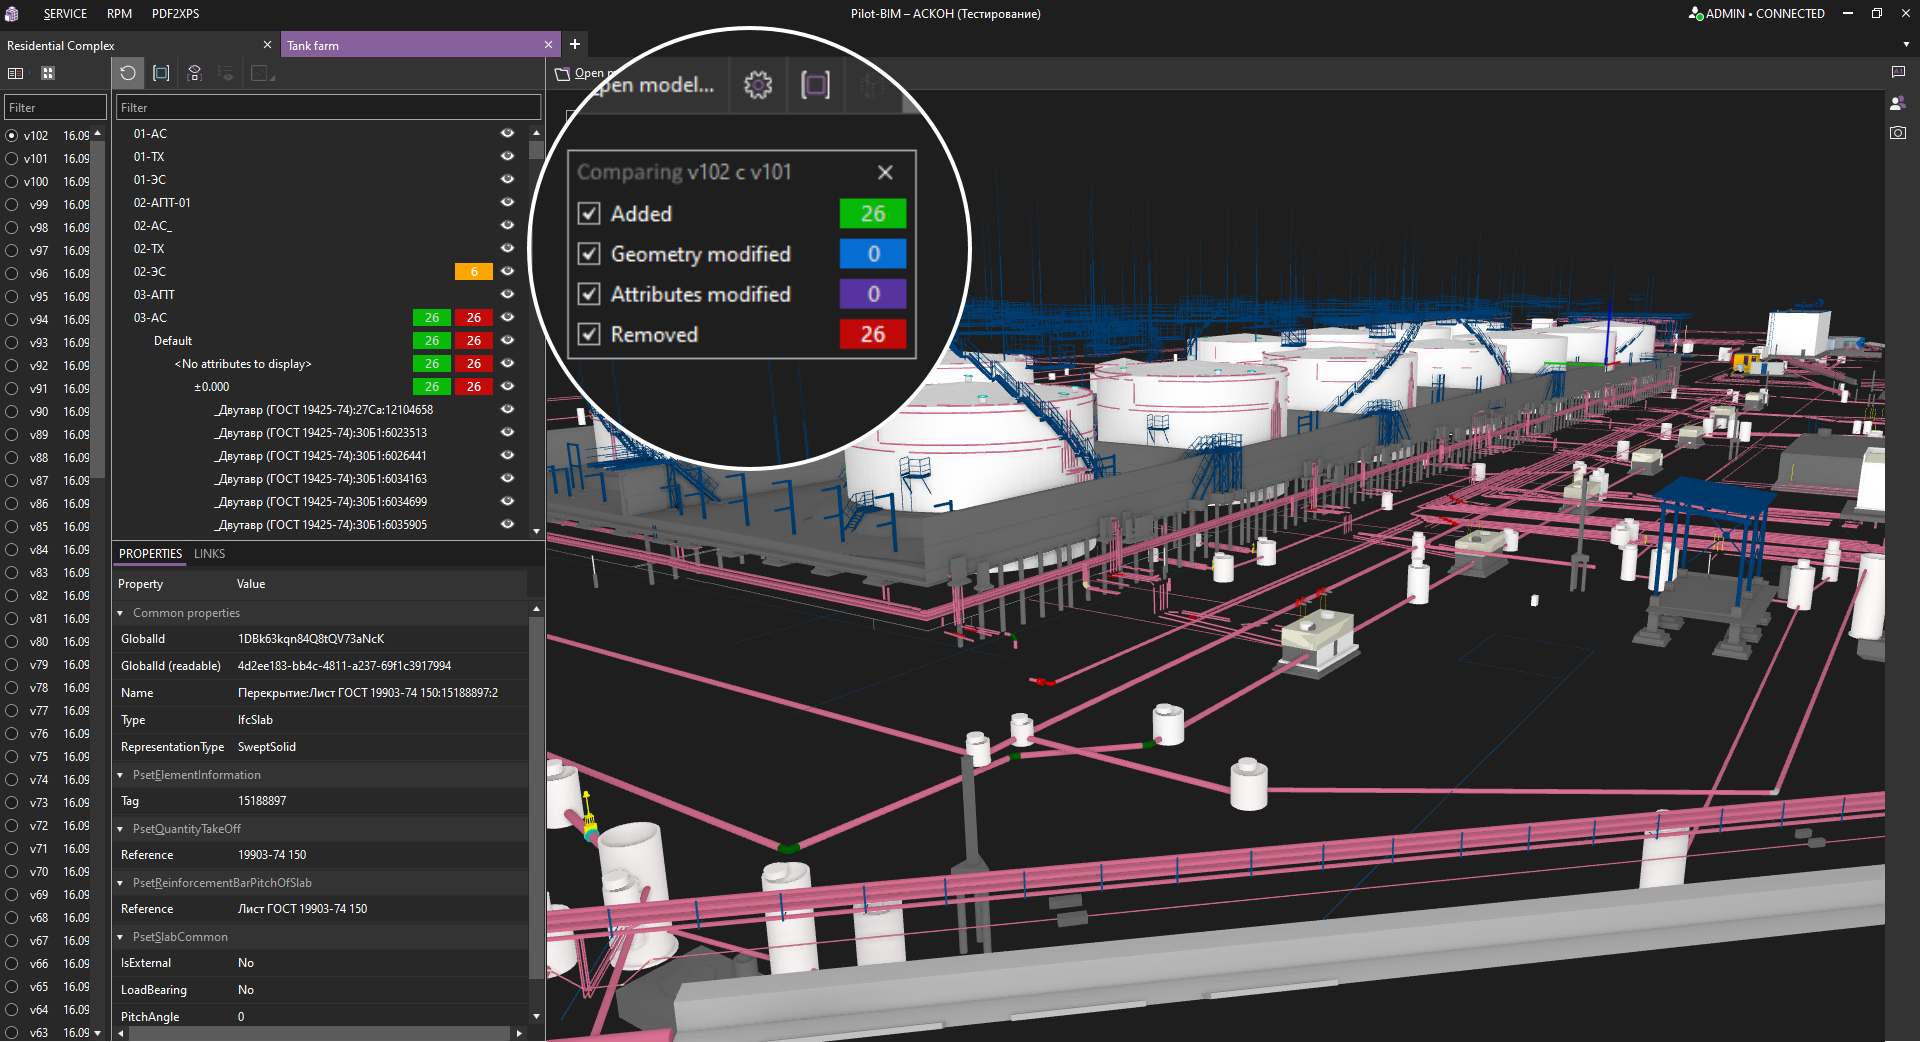 SERVICE RPM PDF2XPS
Pilot-BIM – АСКОН (Тестирование)
ADMIN • CONNECTED
Residential Complex
Tank farm
Open
pen model...
Filter
Filter
Comparing v102 с v101
Added 26
Geometry modified 0
Attributes modified 0
Removed 26
v102 16.09
v101 16.09
v100 16.09
v99 16.09
v98 16.09
v97 16.09
v96 16.09
v95 16.09
v94 16.09
v93 16.09
v92 16.09
v91 16.09
v90 16.09
v89 16.09
v88 16.09
v87 16.09
v86 16.09
v85 16.09
v84 16.09
v83 16.09
v82 16.09
v81 16.09
v80 16.09
v79 16.09
v78 16.09
v77 16.09
v76 16.09
v75 16.09
v74 16.09
v73 16.09
v72 16.09
v71 16.09
v70 16.09
v69 16.09
v68 16.09
v67 16.09
v66 16.09
v65 16.09
v64 16.09
v63 16.09
01-АС
01-ТХ
01-ЭС
02-АПТ-01
02-АС_
02-ТХ
02-ЭС 6
03-АПТ
03-АС 26 26
Default 26 26
<No attributes to display> 26 26
±0.000 26 26
_Двутавр (ГОСТ 19425-74):27Са:12104658
_Двутавр (ГОСТ 19425-74):30Б1:6023513
_Двутавр (ГОСТ 19425-74):30Б1:6026441
_Двутавр (ГОСТ 19425-74):30Б1:6034163
_Двутавр (ГОСТ 19425-74):30Б1:6034699
_Двутавр (ГОСТ 19425-74):30Б1:6035905
PROPERTIES LINKS
Property Value
Common properties
GlobalId 1DBk63kqn84Q8tQV73aNcK
GlobalId (readable) 4d2ee183-bb4c-4811-a237-69f1c3917994
Name Перекрытие:Лист ГОСТ 19903-74 150:15188897:2
Type IfcSlab
RepresentationType SweptSolid
PsetElementInformation
Tag 15188897
PsetQuantityTakeOff
Reference 19903-74 150
PsetReinforcementBarPitchOfSlab
Reference Лист ГОСТ 19903-74 150
PsetSlabCommon
IsExternal No
LoadBearing No
PitchAngle 0